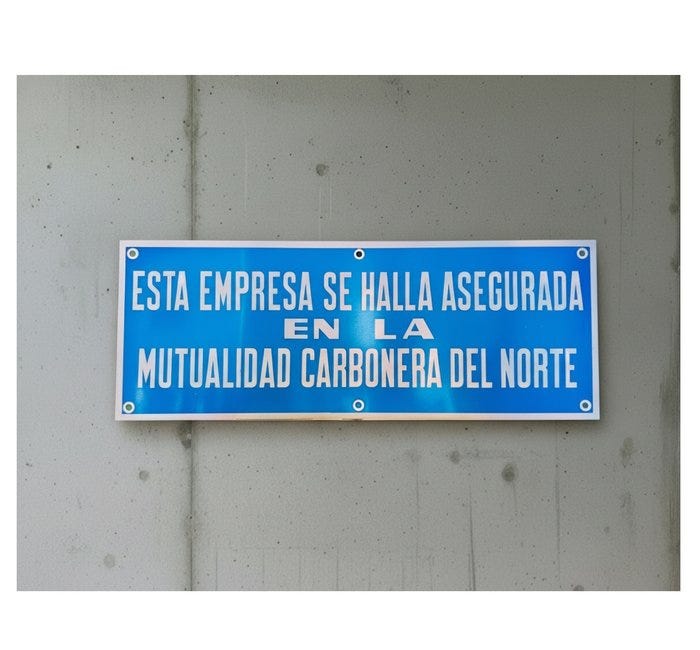 ESTA EMPRESA SE HALLA ASEGURADA
EN LA
MUTUALIDAD CARBONERA DEL NORTE